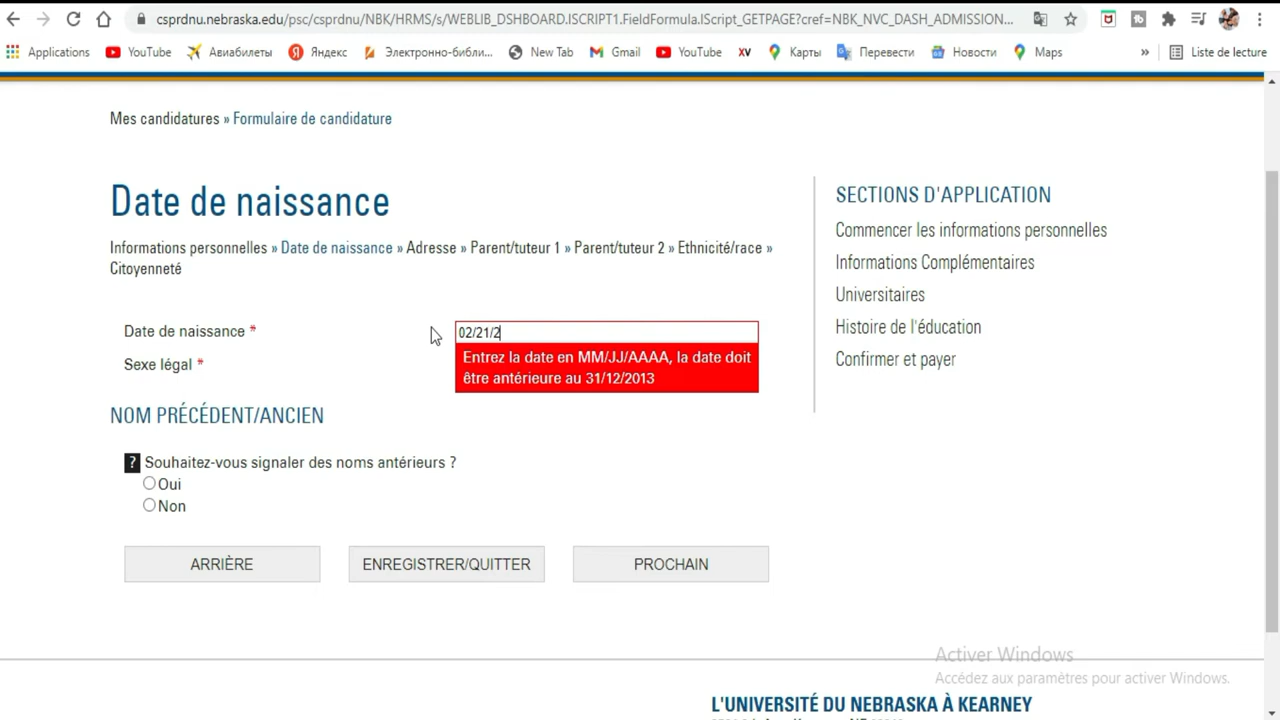 csprdnu.nebraska.edu/psc/csprdnu/NBK/HRMS/s/WEBLIB_DSHBOARD.ISCRIPT1.FieldFormula.IScript_GETPAGE?cref=NBK_NVC_DASH_ADMISSION...
Applications YouTube Авиабилеты Яндекс Электронно-библи... New Tab Gmail YouTube XV Карты Перевести Новости Maps » Liste de lecture
Mes candidatures » Formulaire de candidature
Date de naissance
Informations personnelles » Date de naissance » Adresse » Parent/tuteur 1 » Parent/tuteur 2 » Ethnicité/race »
Citoyenneté
Date de naissance * 02/21/2
Entrez la date en MM/JJ/AAAA, la date doit
être antérieure au 31/12/2013
Sexe légal *
NOM PRÉCÉDENT/ANCIEN
? Souhaitez-vous signaler des noms antérieurs ?
Oui
Non
ARRIÈRE ENREGISTRER/QUITTER PROCHAIN
SECTIONS D'APPLICATION
Commencer les informations personnelles
Informations Complémentaires
Universitaires
Histoire de l'éducation
Confirmer et payer
Activer Windows
Accédez aux paramètres pour activer Windows.
L'UNIVERSITÉ DU NEBRASKA À KEARNEY